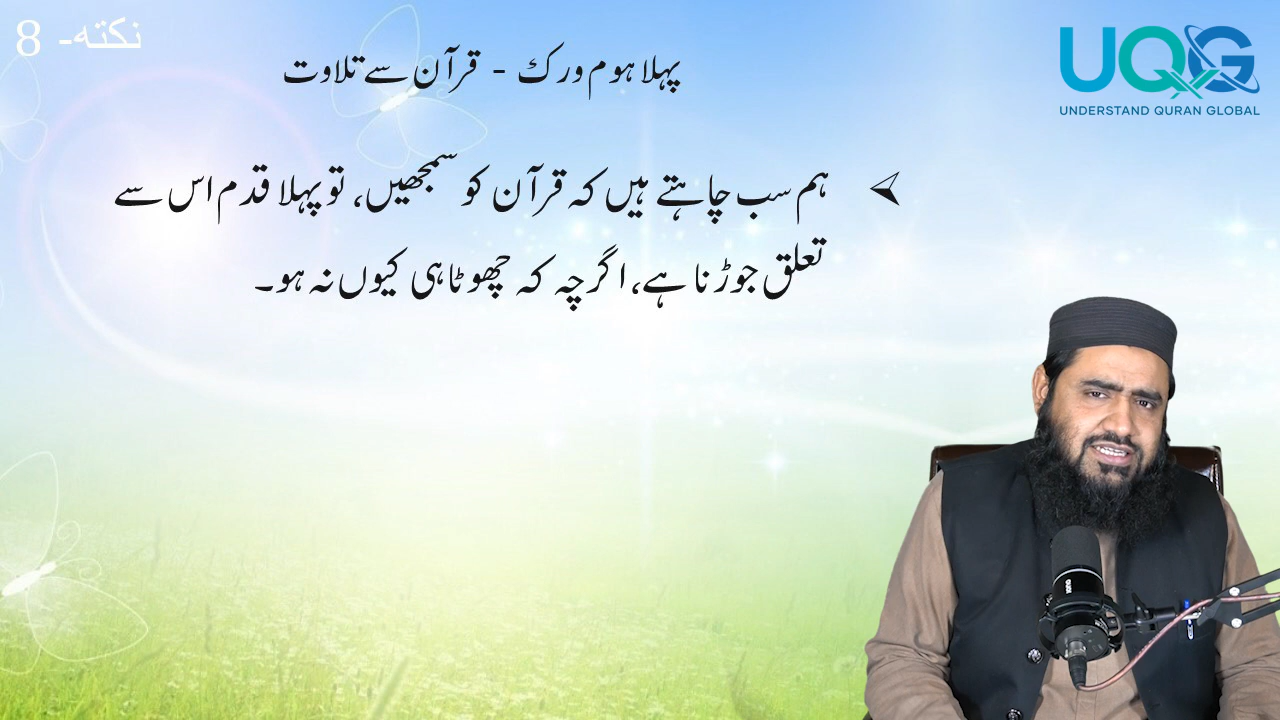 نکتہ- 8
UQG
UNDERSTAND QURAN GLOBAL
پہلا ہوم ورک - قرآن سے تلاوت
ہم سب چاہتے ہیں کہ قرآن کو سمجھیں، تو پہلا قدم اس سے
تعلق جوڑنا ہے، اگرچہ کہ چھوٹا ہی کیوں نہ ہو۔